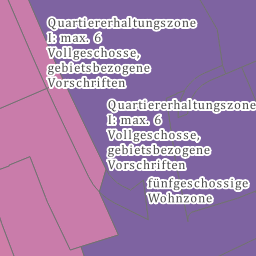 Quartiererhaltungszone
I: max. 6
Vollgeschosse,
gebietsbezogene
Vorschriften
Quartiererhaltungszone
I: max. 6
Vollgeschosse,
gebietsbezogene
Vorschriften
fünfgeschossige
Wohnzone